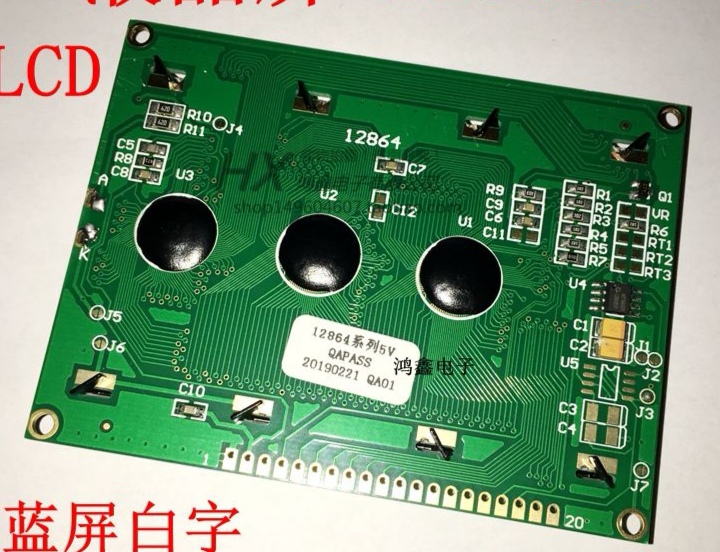 LCD
12864
R10
R11
J4
C5
R8
C8
U3
C7
HX
U2
C12
U1
R9
C9
C6
C11
R1
R2
R3
R4
R5
R7
Q1
VR
R6
RT1
RT2
RT3
A
K
U4
C1
C2
J1
J2
U5
J3
C3
C4
J5
J6
12864系列5V
QAPASS
20190221 QA01
鸿鑫电子
C10
J7
1
20
蓝屏白字